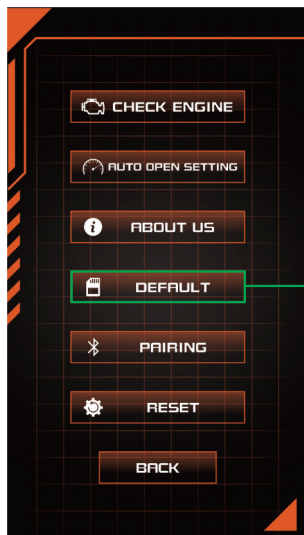 CHECK ENGINE
AUTO OPEN SETTING
ABOUT US
DEFAULT
PAIRING
RESET
BACK